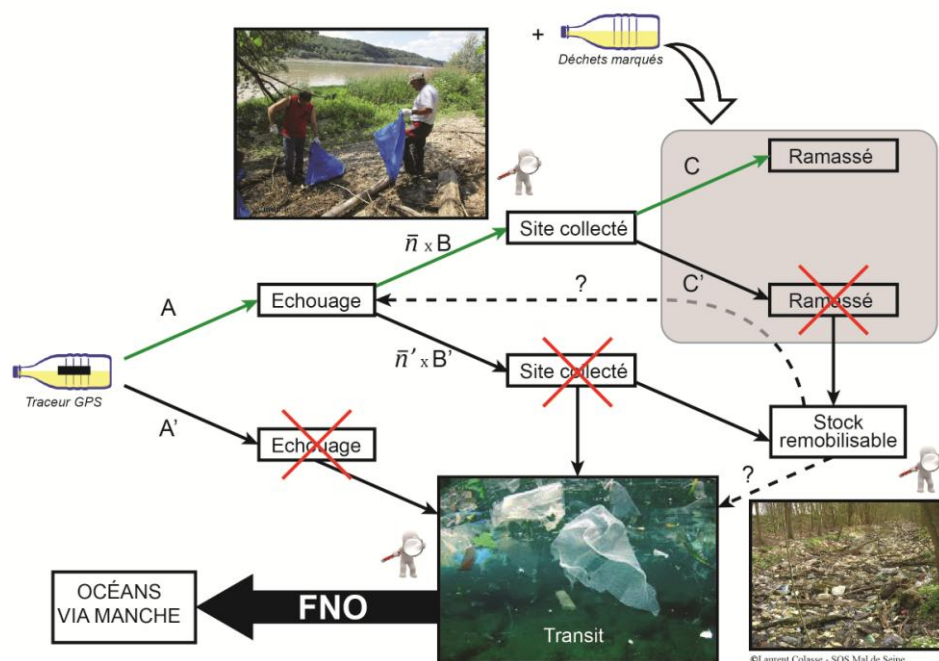 +
Déchets marqués
C
Ramassé
n̄ x B
Site collecté
?
C'
A
Echouage
Ramassé
n̄' x B'
Site collecté
Traceur GPS
A'
Echouage
Stock
remobilisable
?
OCÉANS
VIA MANCHE
FNO
Transit
©Laurent Colasse - SOS Mal de Seine